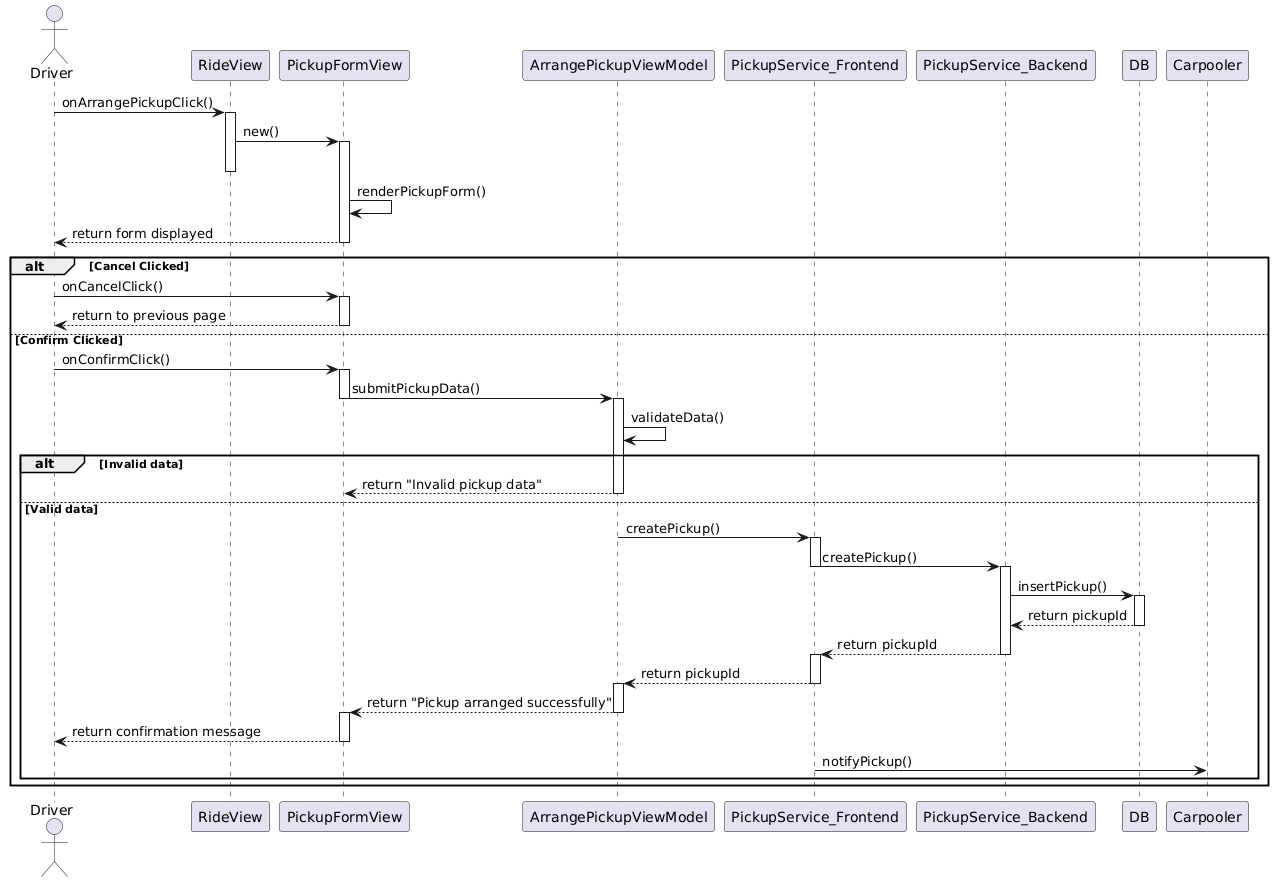 Driver
RideView
PickupFormView
ArrangePickupViewModel
PickupService_Frontend
PickupService_Backend
DB
Carpooler
onArrangePickupClick()
new()
renderPickupForm()
return form displayed
alt
[Cancel Clicked]
onCancelClick()
return to previous page
[Confirm Clicked]
onConfirmClick()
submitPickupData()
validateData()
alt
[Invalid data]
return "Invalid pickup data"
[Valid data]
createPickup()
createPickup()
insertPickup()
return pickupId
return pickupId
return pickupId
return "Pickup arranged successfully"
return confirmation message
notifyPickup()
Driver
RideView
PickupFormView
ArrangePickupViewModel
PickupService_Frontend
PickupService_Backend
DB
Carpooler